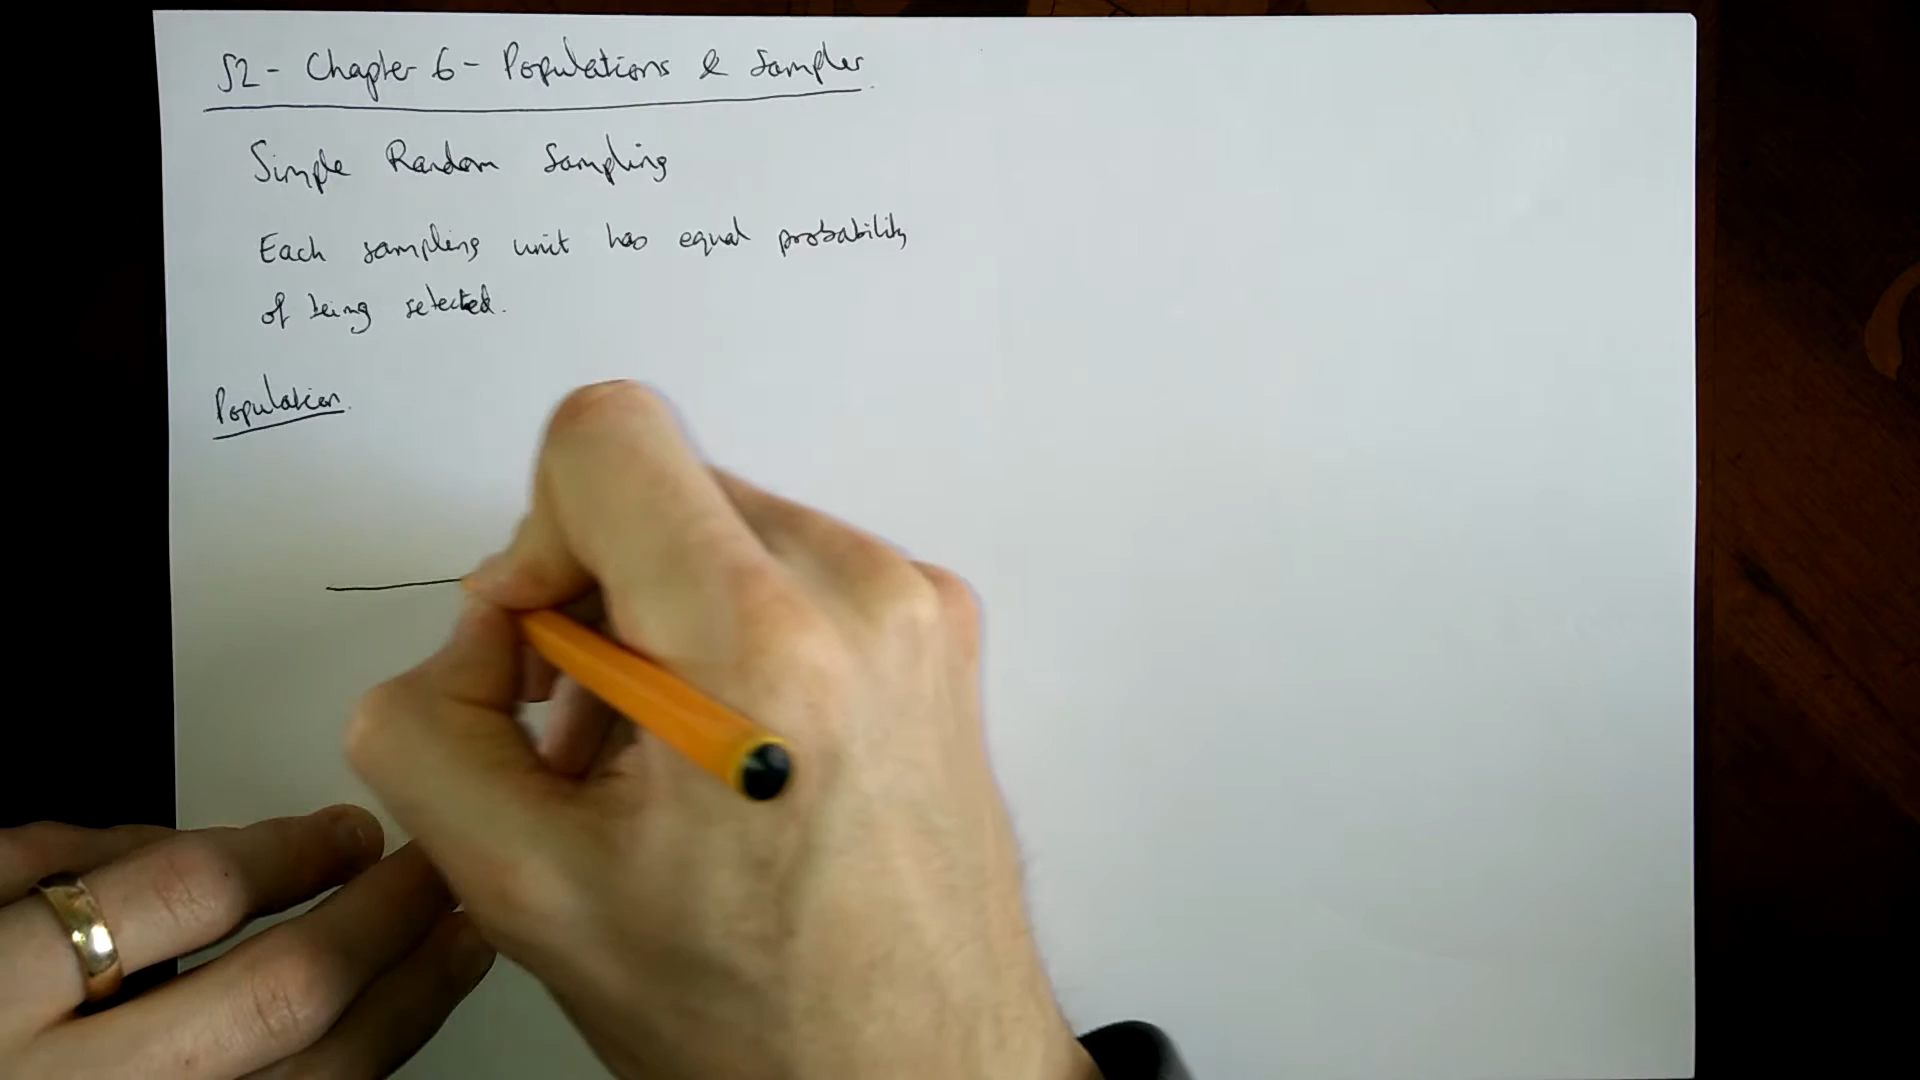 S2 - Chapter 6 - Populations & Samples
Simple Random Sampling
Each sampling unit has equal probability
of being selected.
Population